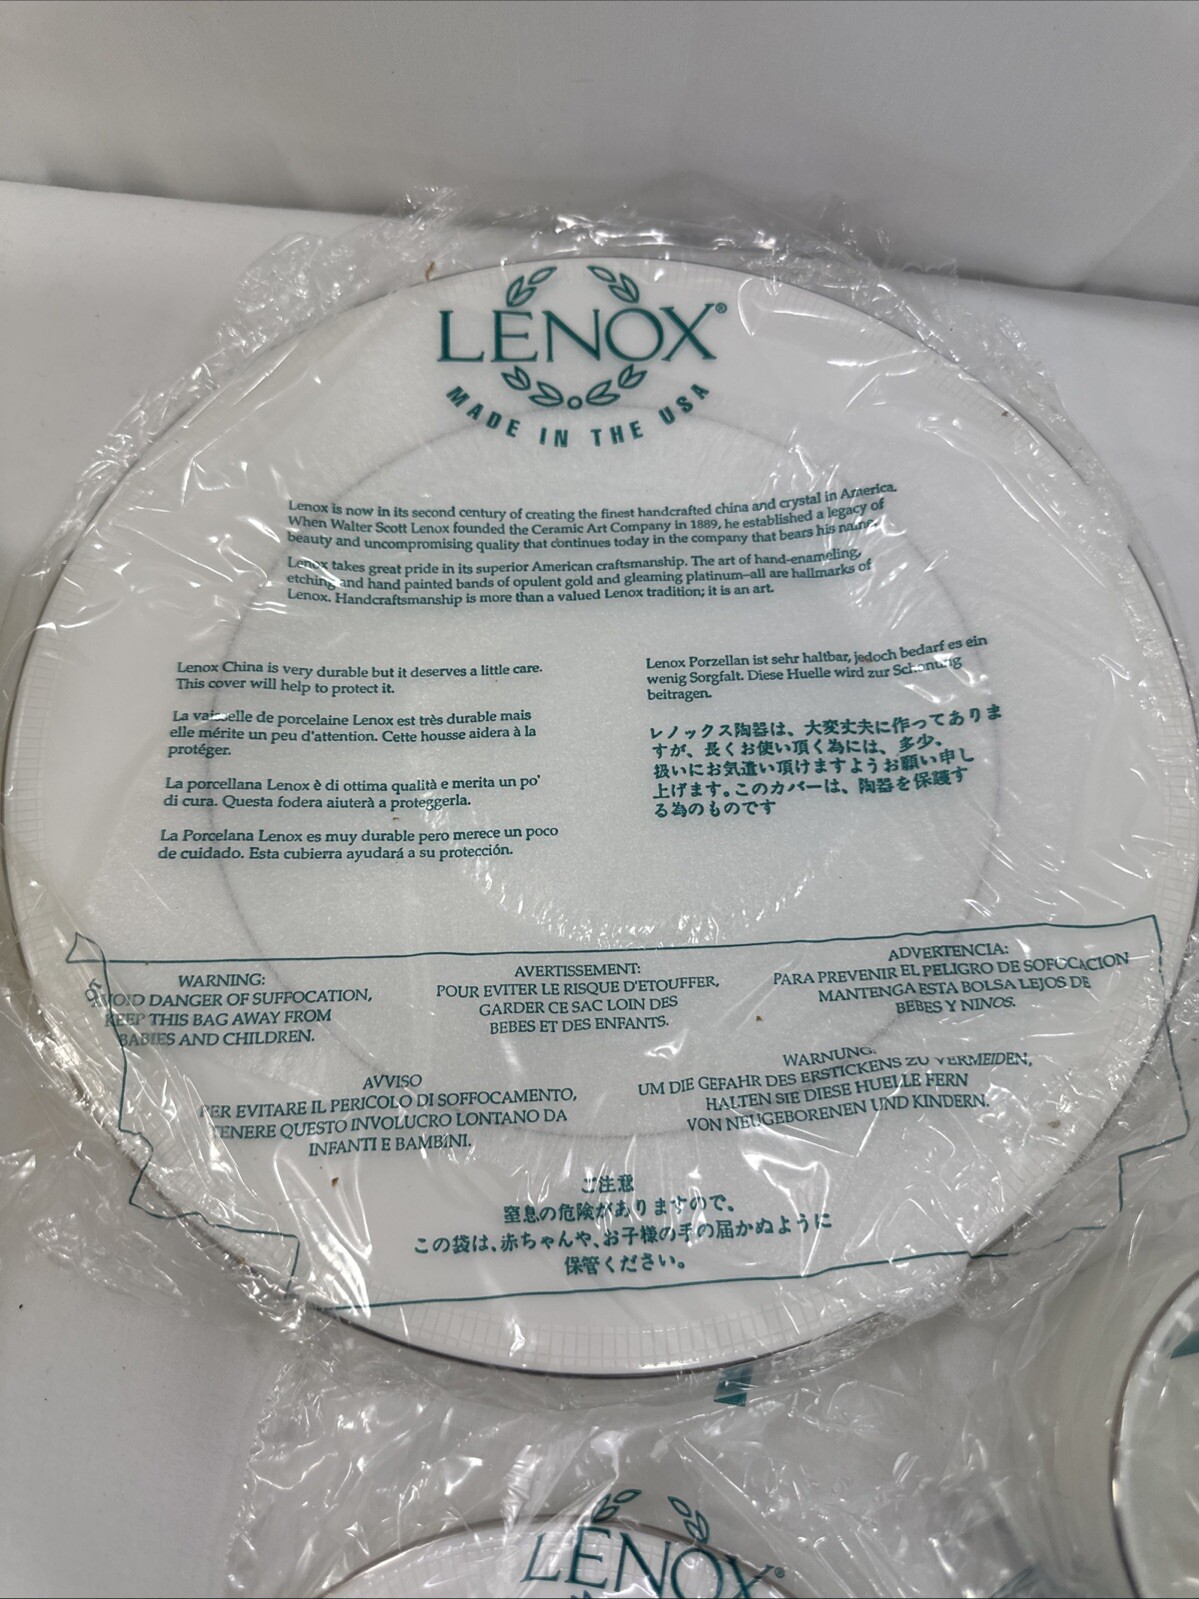 LENOX®
MADE IN THE USA
Lenox is now in its second century of creating the finest handcrafted china and crystal in America.
When Walter Scott Lenox founded the Ceramic Art Company in 1889, he established a legacy of
beauty and uncompromising quality that continues today in the company that bears his name.
Lenox takes great pride in its superior American craftsmanship. The art of hand-enameling,
etching and hand painted bands of opulent gold and gleaming platinum—all are hallmarks of
Lenox. Handcraftsmanship is more than a valued Lenox tradition; it is an art.
Lenox China is very durable but it deserves a little care.
This cover will help to protect it.
La vaisselle de porcelaine Lenox est très durable mais
elle mérite un peu d'attention. Cette housse aidera à la
protéger.
La porcellana Lenox è di ottima qualità e merita un po'
di cura. Questa fodera aiuterà a proteggerla.
La Porcelana Lenox es muy durable pero merece un poco
de cuidado. Esta cubierra ayudará a su protección.
Lenox Porzellan ist sehr haltbar, jedoch bedarf es ein
wenig Sorgfalt. Diese Huelle wird zur Schonung
beitragen.
レノックス陶器は、大変丈夫に作ってありま
すが、長くお使い頂く為には、多少、
扱いにお気遣い頂けますようお願い申し
上げます。このカバーは、陶器を保護す
る為のものです
WARNING:
AVOID DANGER OF SUFFOCATION,
KEEP THIS BAG AWAY FROM
BABIES AND CHILDREN.
AVERTISSEMENT:
POUR EVITER LE RISQUE D'ETOUFFER,
GARDER CE SAC LOIN DES
BEBES ET DES ENFANTS.
ADVERTENCIA:
PARA PREVENIR EL PELIGRO DE SOFOCACION
MANTENGA ESTA BOLSA LEJOS DE
BEBES Y NINOS.
AVVISO
PER EVITARE IL PERICOLO DI SOFFOCAMENTO,
TENERE QUESTO INVOLUCRO LONTANO DA
INFANTI E BAMBINI.
WARNUNG:
UM DIE GEFAHR DES ERSTICKENS ZU VERMEIDEN,
HALTEN SIE DIESE HUELLE FERN
VON NEUGEBORENEN UND KINDERN.
ご注意
窒息の危険がありますので、
この袋は、赤ちゃんや、お子様の手の届かぬように
保管ください。
LENOX®